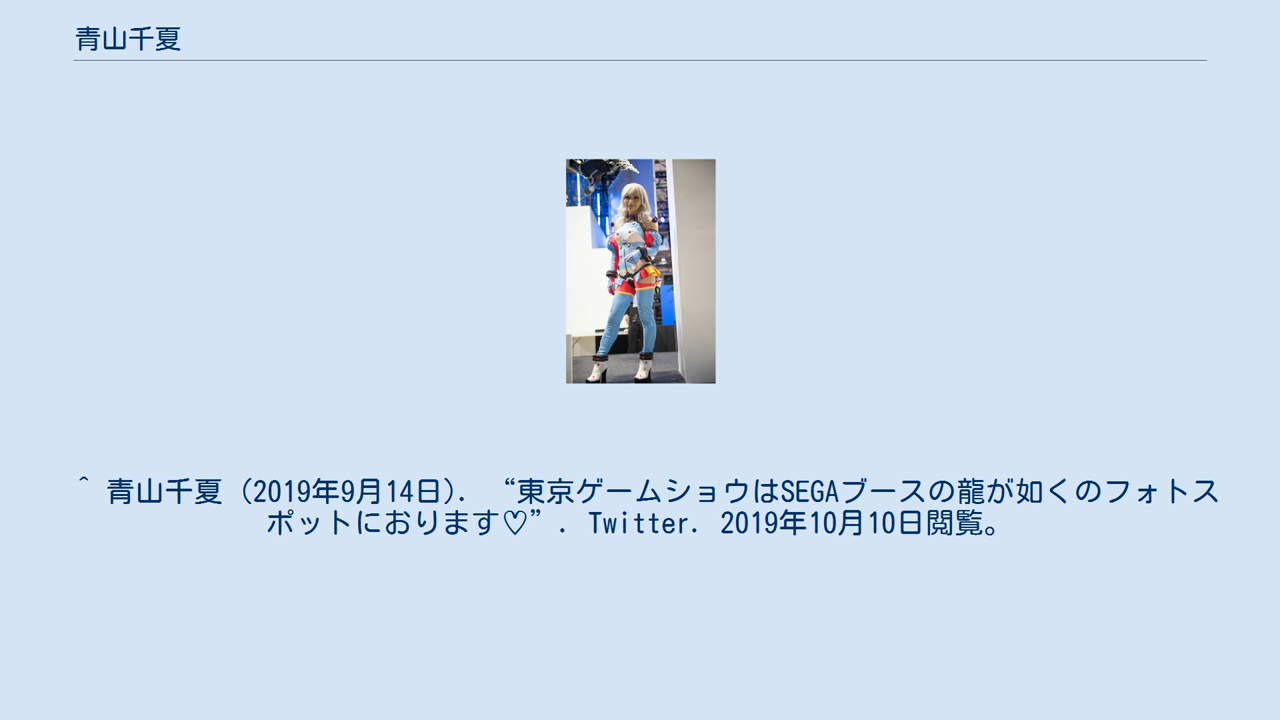 青山千夏
^ 青山千夏 (2019年9月14日). “東京ゲームショウはSEGAブースの龍が如くのフォトス
ポットにおります♡”. Twitter. 2019年10月10日閲覧。